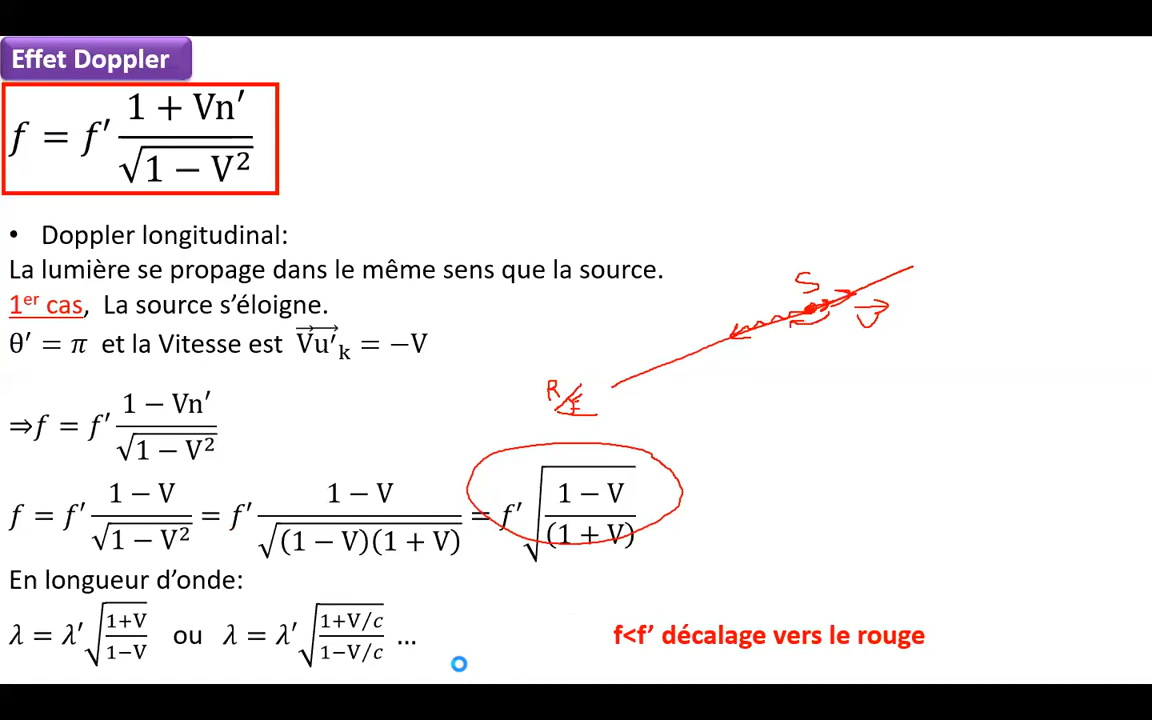 Effet Doppler
f = f′ (1 + Vn′)/√(1 − V²)
• Doppler longitudinal:
La lumière se propage dans le même sens que la source.
1er cas, La source s’éloigne.
θ′ = π et la Vitesse est V⃗u⃗′k = −V
S
V⃗
R
⇒f = f′ (1 − Vn′)/√(1 − V²)
f = f′ (1 − V)/√(1 − V²) = f′ (1 − V)/√((1 − V)(1 + V)) = f′ √((1 − V)/(1 + V))
En longueur d’onde:
λ = λ′ √((1+V)/(1−V)) ou λ = λ′ √((1+V/c)/(1−V/c)) ...
f<f’ décalage vers le rouge